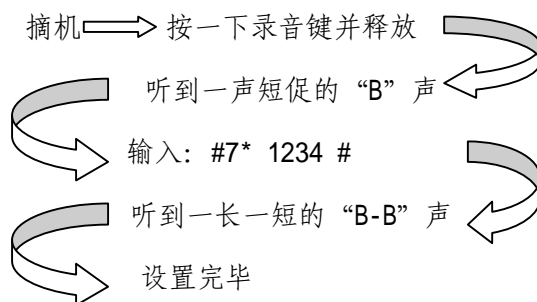 摘机 按一下录音键并释放
听到一声短促的“B”声
输入: #7* 1234 #
听到一长一短的“B-B”声
设置完毕